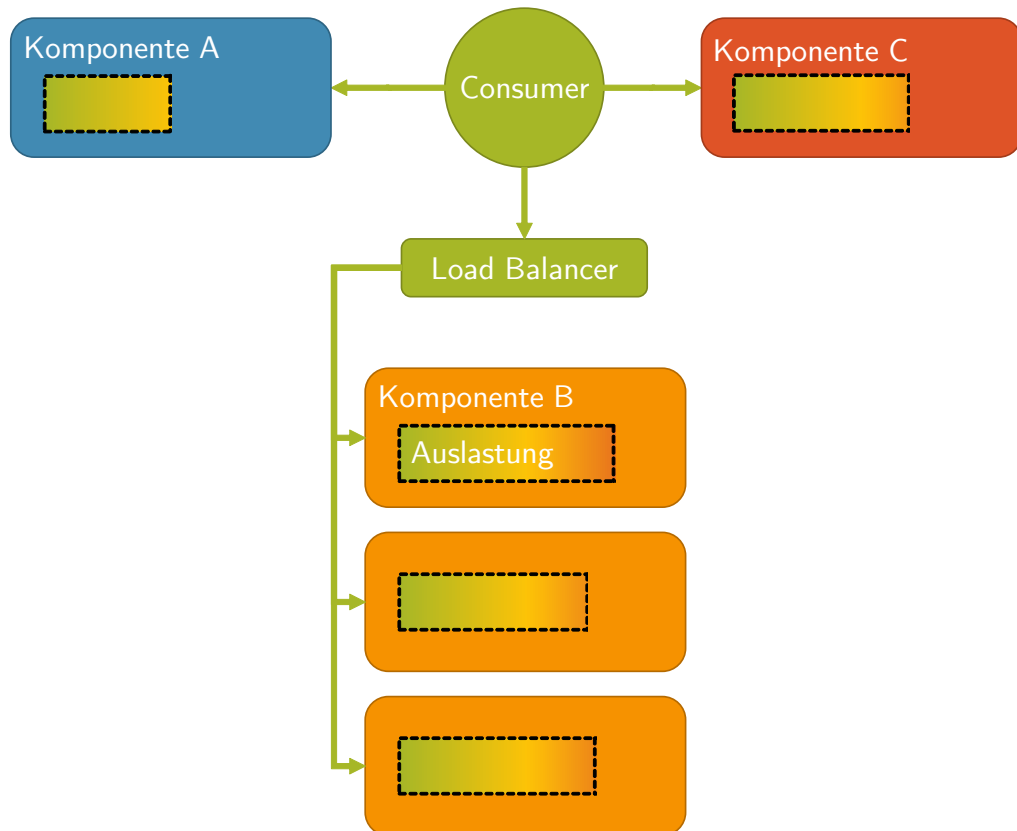 Komponente A
Consumer
Komponente C
Load Balancer
Komponente B
Auslastung